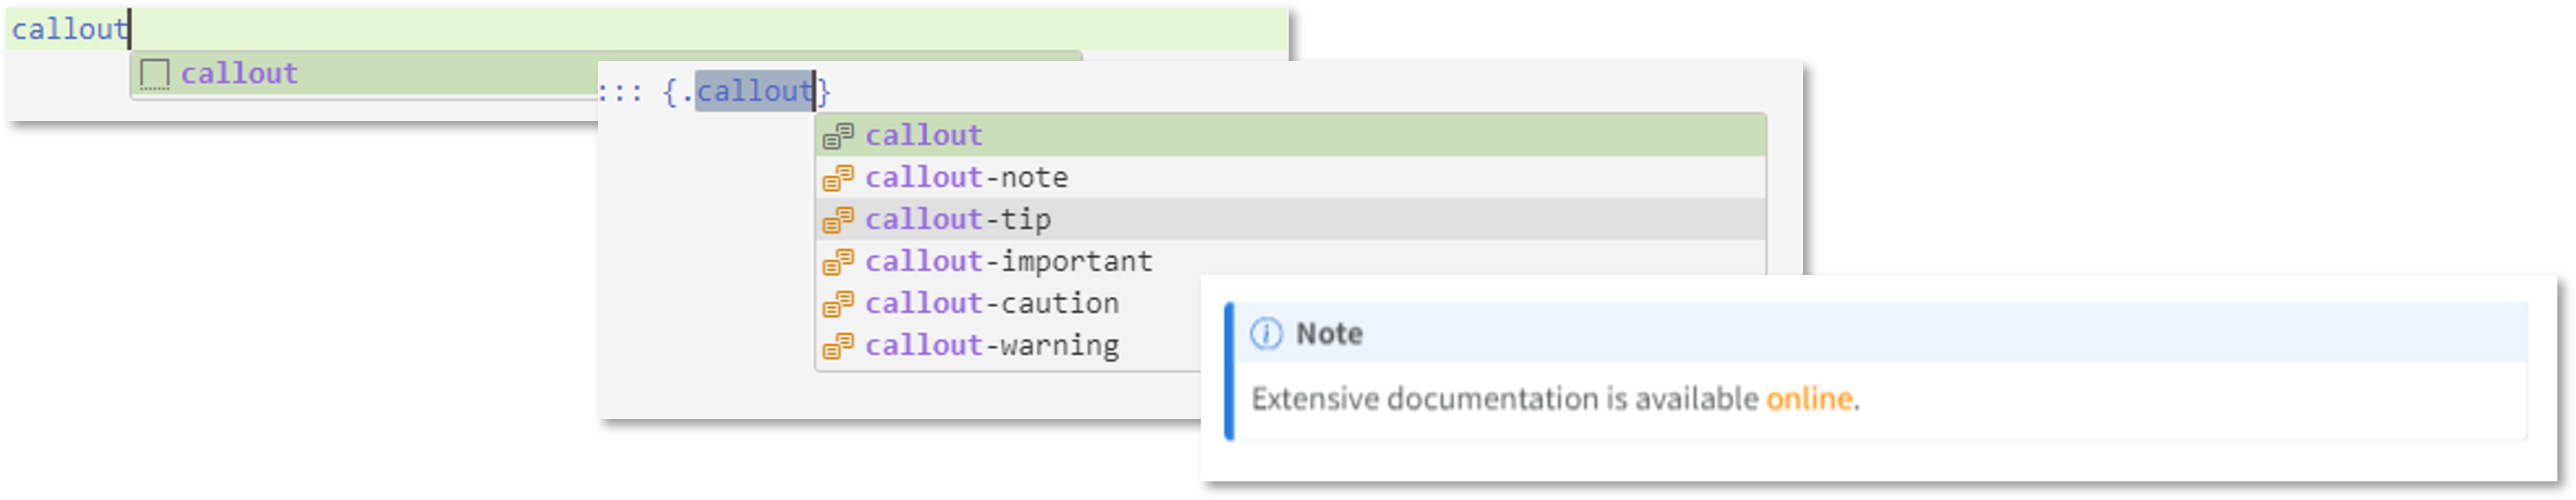 callout
callout
::: {.callout}
callout
callout-note
callout-tip
callout-important
callout-caution
callout-warning
Note
Extensive documentation is available online.